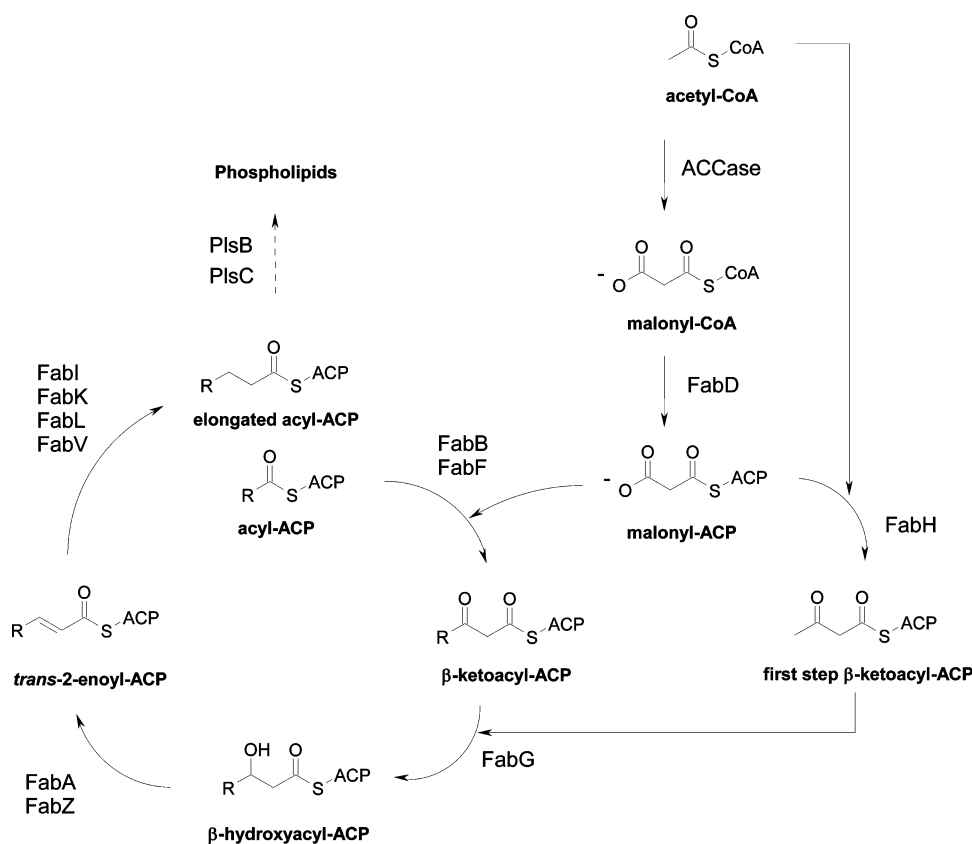 O
S
CoA
acetyl-CoA
ACCase
Phospholipids
PlsB
PlsC
O
O
-
O
S
CoA
malonyl-CoA
FabI
FabK
FabL
FabV
O
R
S
ACP
elongated acyl-ACP
FabD
O
R
S
ACP
acyl-ACP
FabB
FabF
O
O
-
O
S
ACP
malonyl-ACP
FabH
O
R
S
ACP
trans-2-enoyl-ACP
O
O
R
S
ACP
β-ketoacyl-ACP
O
O
S
ACP
first step β-ketoacyl-ACP
FabG
FabA
FabZ
OH
O
R
S
ACP
β-hydroxyacyl-ACP